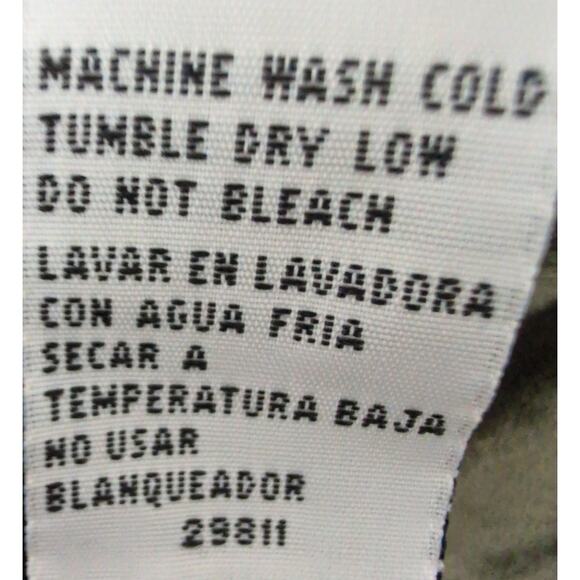 MACHINE WASH COLD
TUMBLE DRY LOW
DO NOT BLEACH
LAVAR EN LAVADORA
CON AGUA FRIA
SECAR A
TEMPERATURA BAJA
NO USAR
BLANQUEADOR
29811